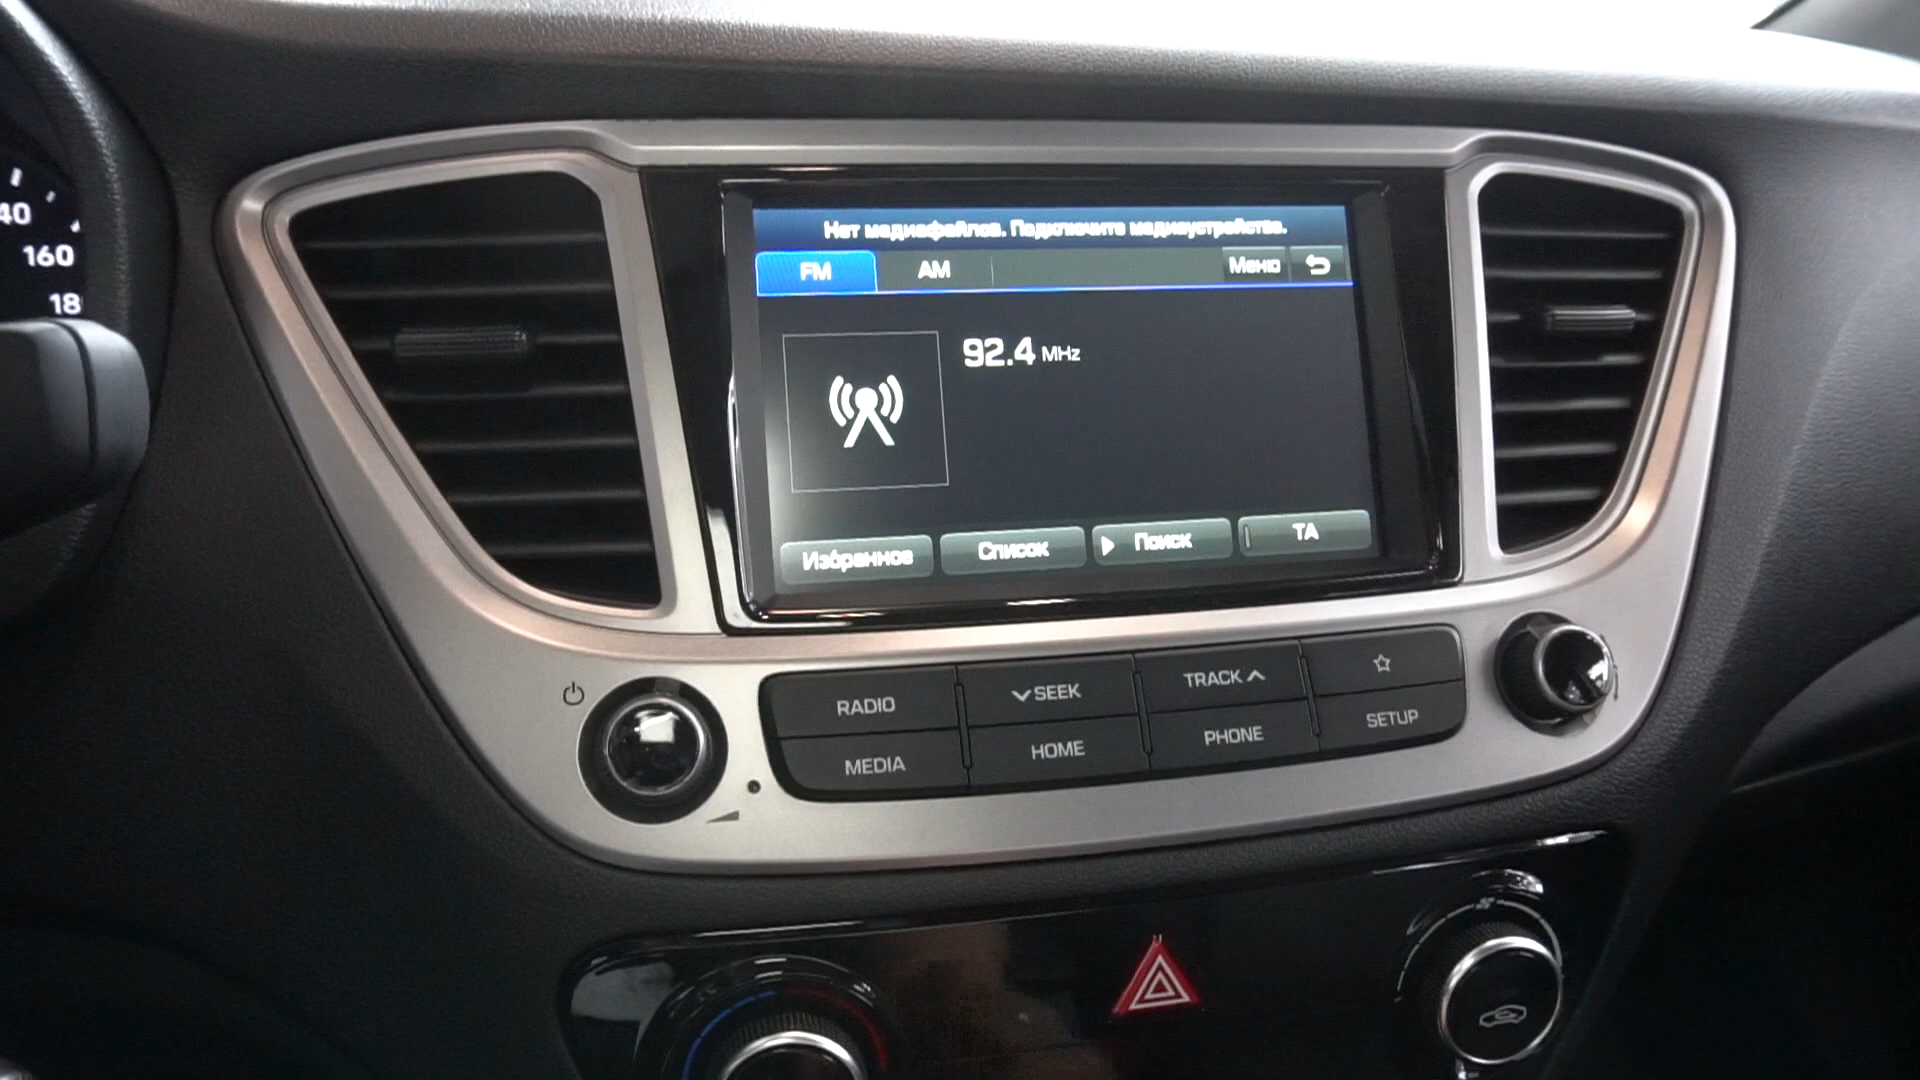 40
160
18
Нет медиафайлов. Подключите медиаустройство.
FM AM Меню
92.4 MHz
Избранное Список Поиск TA
RADIO SEEK TRACK
MEDIA HOME PHONE SETUP